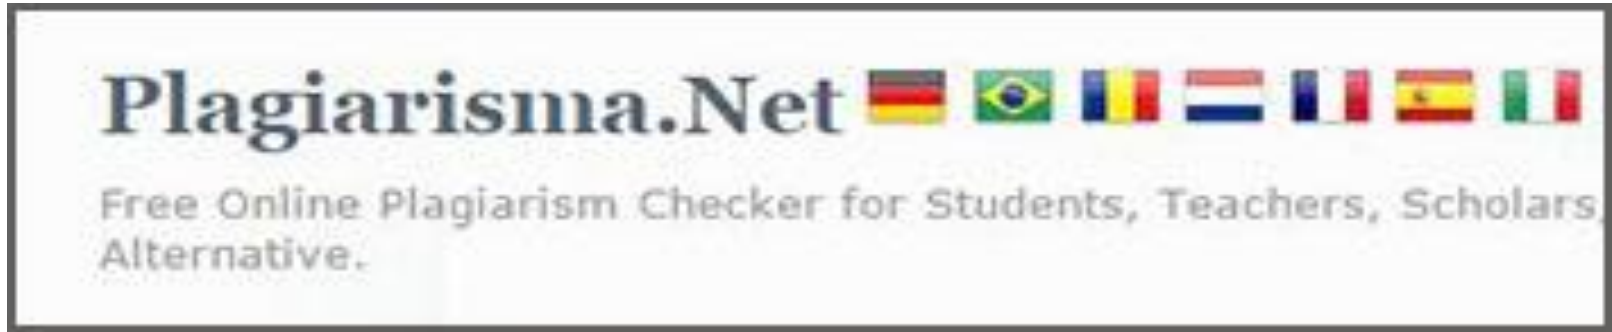 Plagiarisma.Net
Free Online Plagiarism Checker for Students, Teachers, Scholars,
Alternative.